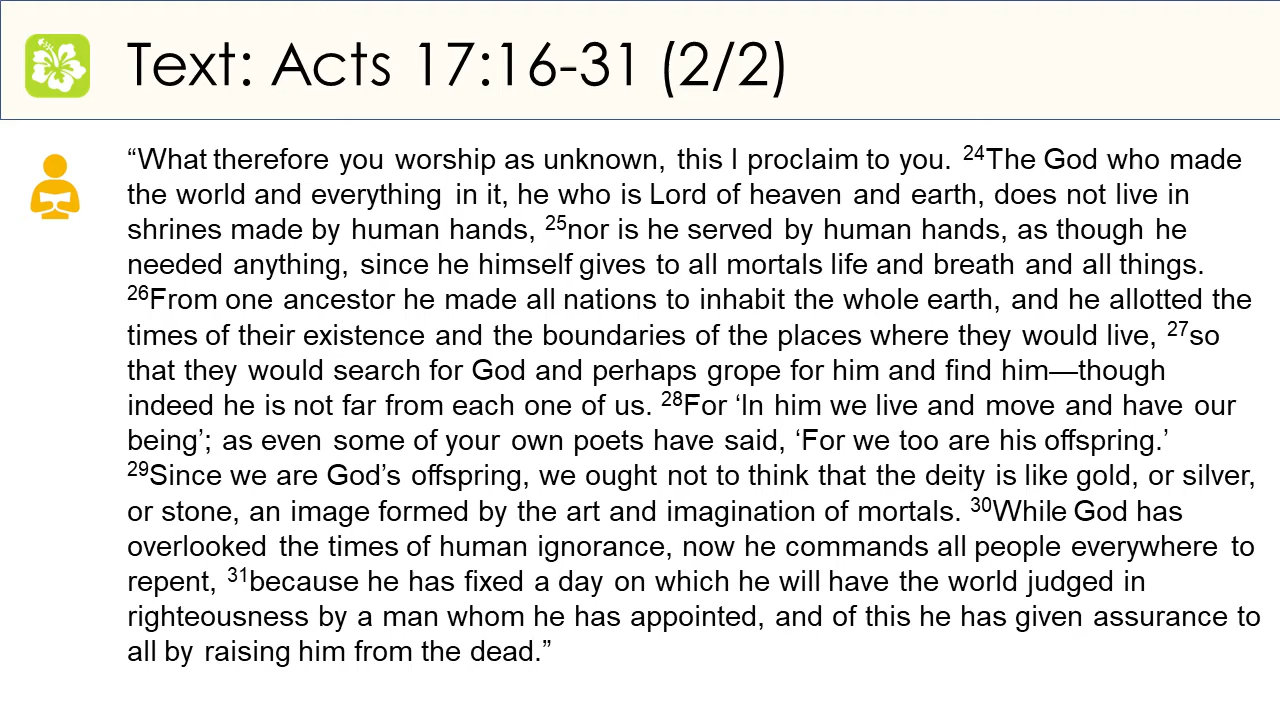 Text: Acts 17:16-31 (2/2)
“What therefore you worship as unknown, this I proclaim to you. ²⁴The God who made
the world and everything in it, he who is Lord of heaven and earth, does not live in
shrines made by human hands, ²⁵nor is he served by human hands, as though he
needed anything, since he himself gives to all mortals life and breath and all things.
²⁶From one ancestor he made all nations to inhabit the whole earth, and he allotted the
times of their existence and the boundaries of the places where they would live, ²⁷so
that they would search for God and perhaps grope for him and find him—though
indeed he is not far from each one of us. ²⁸For ‘In him we live and move and have our
being’; as even some of your own poets have said, ‘For we too are his offspring.’
²⁹Since we are God’s offspring, we ought not to think that the deity is like gold, or silver,
or stone, an image formed by the art and imagination of mortals. ³⁰While God has
overlooked the times of human ignorance, now he commands all people everywhere to
repent, ³¹because he has fixed a day on which he will have the world judged in
righteousness by a man whom he has appointed, and of this he has given assurance to
all by raising him from the dead.”